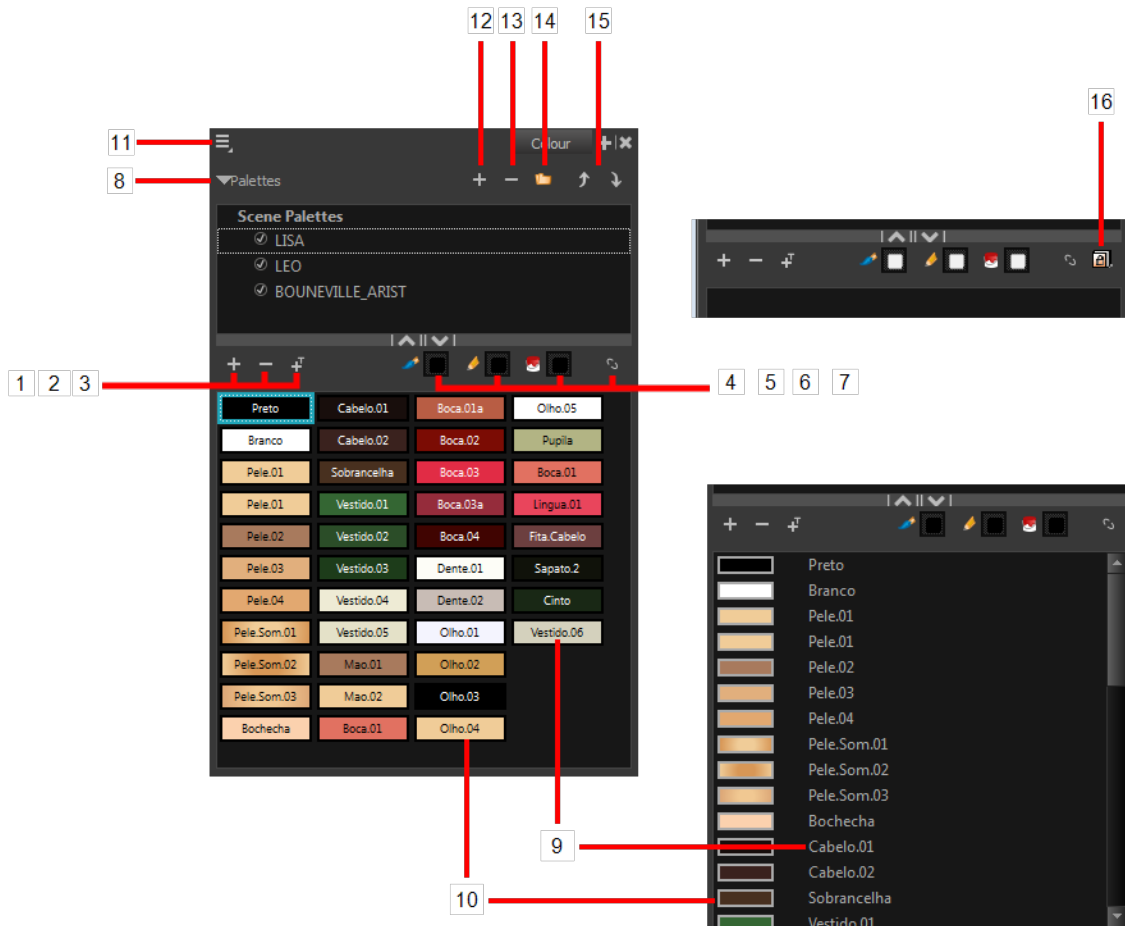 12 13 14 15
16
11
Colour
8
Palettes
Scene Palettes
LISA
LEO
BOUNEVILLE_ARIST
1 2 3
4 5 6 7
Preto Cabelo.01 Boca.01a Olho.05
Branco Cabelo.02 Boca.02 Pupila
Pele.01 Sobrancelha Boca.03 Boca.01
Pele.01 Vestido.01 Boca.03a Lingua.01
Pele.02 Vestido.02 Boca.04 Fita.Cabelo
Pele.03 Vestido.03 Dente.01 Sapato.2
Pele.04 Vestido.04 Dente.02 Cinto
Pele.Som.01 Vestido.05 Olho.01 Vestido.06
Pele.Som.02 Mao.01 Olho.02
Pele.Som.03 Mao.02 Olho.03
Bochecha Boca.01 Olho.04
9
10
Preto
Branco
Pele.01
Pele.01
Pele.02
Pele.03
Pele.04
Pele.Som.01
Pele.Som.02
Pele.Som.03
Bochecha
Cabelo.01
Cabelo.02
Sobrancelha
Vestido.01